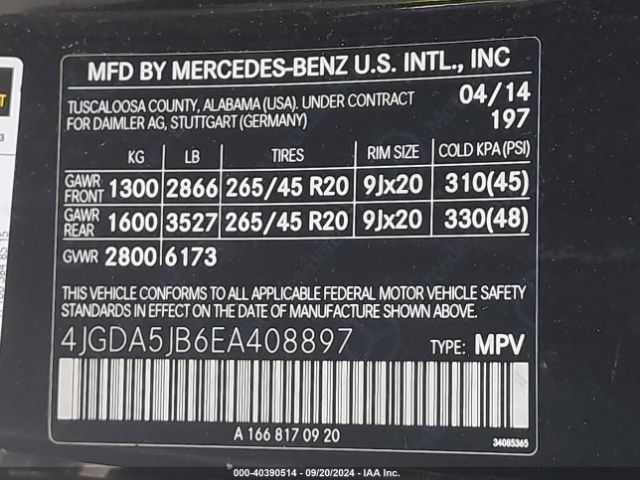 MFD BY MERCEDES-BENZ U.S. INTL., INC
TUSCALOOSA COUNTY, ALABAMA (USA). UNDER CONTRACT 04/14
FOR DAIMLER AG, STUTTGART (GERMANY) 197
KG LB TIRES RIM SIZE COLD KPA (PSI)
GAWR FRONT 1300 2866 265/45 R20 9Jx20 310(45)
GAWR REAR 1600 3527 265/45 R20 9Jx20 330(48)
GVWR 2800 6173
THIS VEHICLE CONFORMS TO ALL APPLICABLE FEDERAL MOTOR VEHICLE SAFETY
STANDARDS IN EFFECT ON THE DATE OF MANUFACTURE SHOWN ABOVE.
4JGDA5JB6EA408897 TYPE: MPV
A 166 817 09 20
34085365
000-40390514 - 09/20/2024 - IAA Inc.